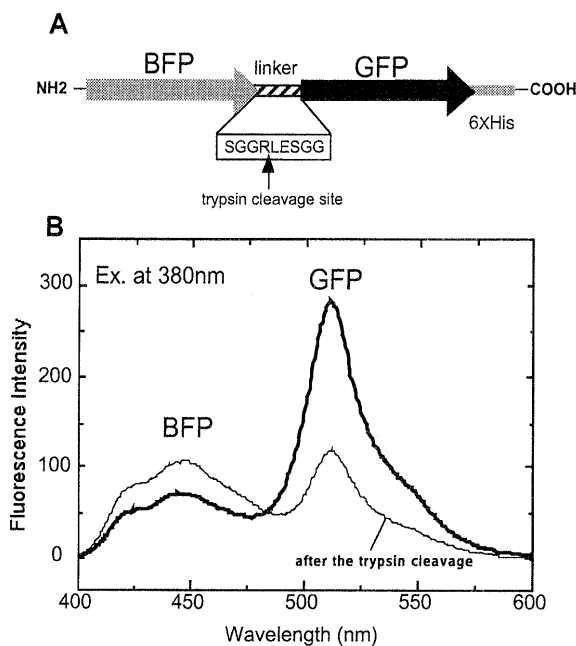 A
BFP
linker
GFP
NH2
COOH
6XHis
SGGRLESGG
trypsin cleavage site
B
Ex. at 380nm
GFP
BFP
after the trypsin cleavage
300
200
100
50
0
Fluorescence Intensity
400
450
500
550
600
Wavelength (nm)